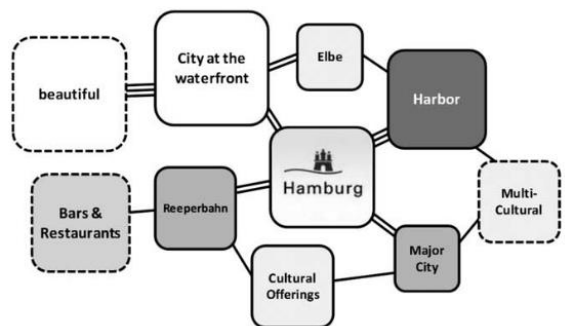 City at the
waterfront
Elbe
beautiful
Harbor
Hamburg
Bars &
Restaurants
Reeperbahn
Multi-
Cultural
Major
City
Cultural
Offerings